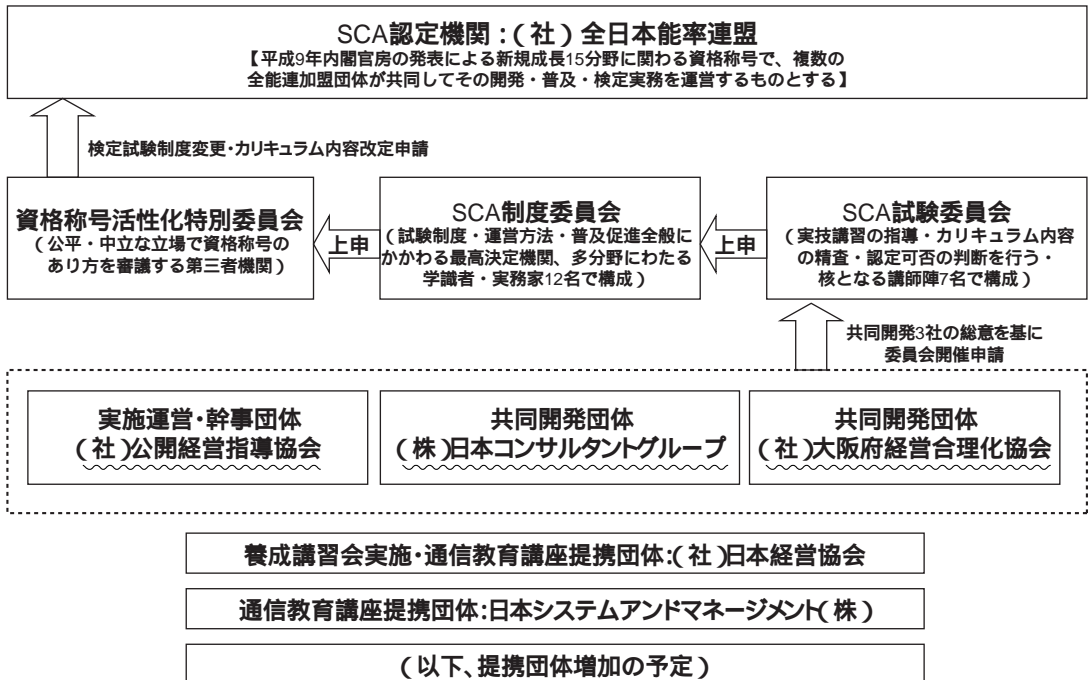 SCA認定機関：（社）全日本能率連盟
【平成9年内閣官房の発表による新規成長15分野に関わる資格称号で、複数の
全能連加盟団体が共同してその開発・普及・検定実務を運営するものとする】
検定試験制度変更・カリキュラム内容改定申請
資格称号活性化特別委員会
（公平・中立な立場で資格称号の
あり方を審議する第三者機関）
上申
SCA制度委員会
（試験制度・運営方法・普及促進全般に
かかわる最高決定機関、多分野にわたる
学識者・実務家12名で構成）
上申
SCA試験委員会
（実技講習の指導・カリキュラム内容
の精査・認定可否の判断を行う・
核となる講師陣7名で構成）
共同開発3社の総意を基に
委員会開催申請
実施運営・幹事団体
（社）公開経営指導協会
共同開発団体
（株）日本コンサルタントグループ
共同開発団体
（社）大阪府経営合理化協会
養成講習会実施・通信教育講座提携団体:（社）日本経営協会
通信教育講座提携団体:日本システムアンドマネージメント（株）
（以下、提携団体増加の予定）